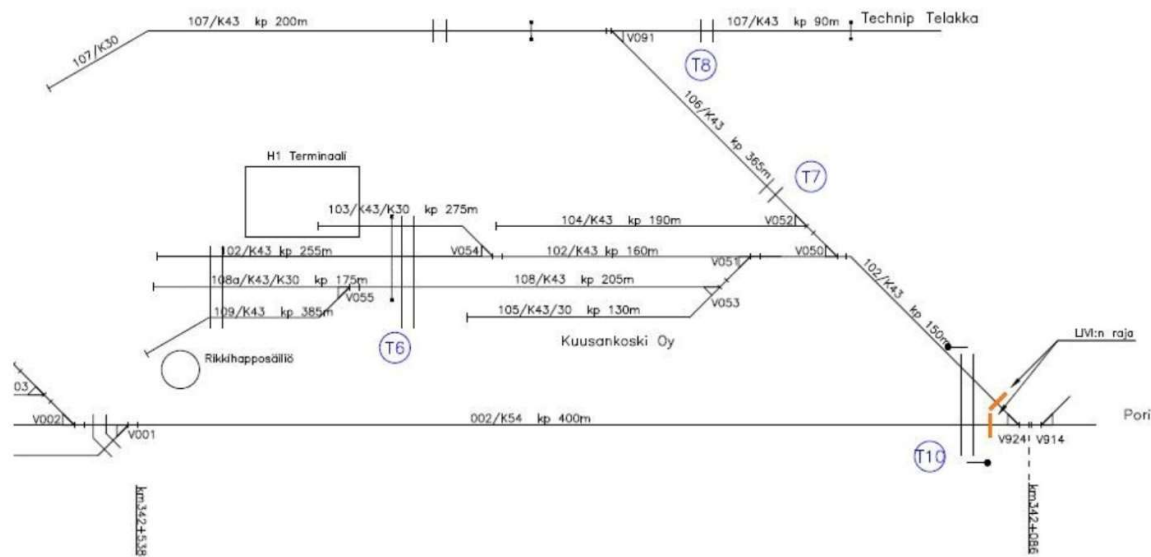 107/K43 kp 200m
107/K43 kp 90m
Technip Telakka
107/K30
V091
T8
106/K43 kp 365m
H1 Terminaali
T7
103/K43/K30 kp 275m
104/K43 kp 190m
V052
102/K43 kp 255m
V054
102/K43 kp 160m
V051
V050
108a/K43/K30 kp 175m
108/K43 kp 205m
102/K43 kp 150m
V055
V053
109/K43 kp 385m
105/K43/30 kp 130m
T6
Kuusankoski Oy
LIVI:n raja
Rikkihapposäiliö
03
V002
V001
002/K54 kp 400m
Pori
V924
V914
T10
km342+538
km342+086